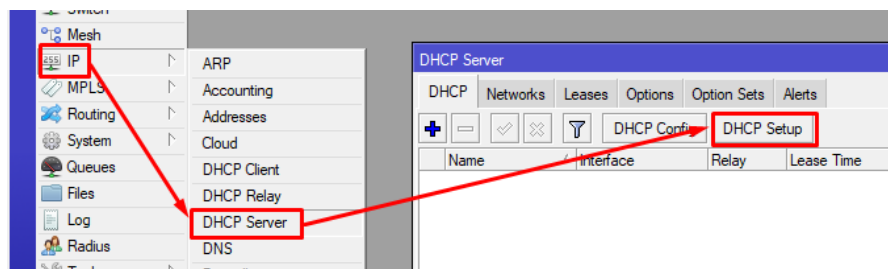 Switch
Mesh
255 IP
MPLS
Routing
System
Queues
Files
Log
Radius
ARP
Accounting
Addresses
Cloud
DHCP Client
DHCP Relay
DHCP Server
DNS
DHCP Server
DHCP Networks Leases Options Option Sets Alerts
DHCP Config DHCP Setup
Name Interface Relay Lease Time